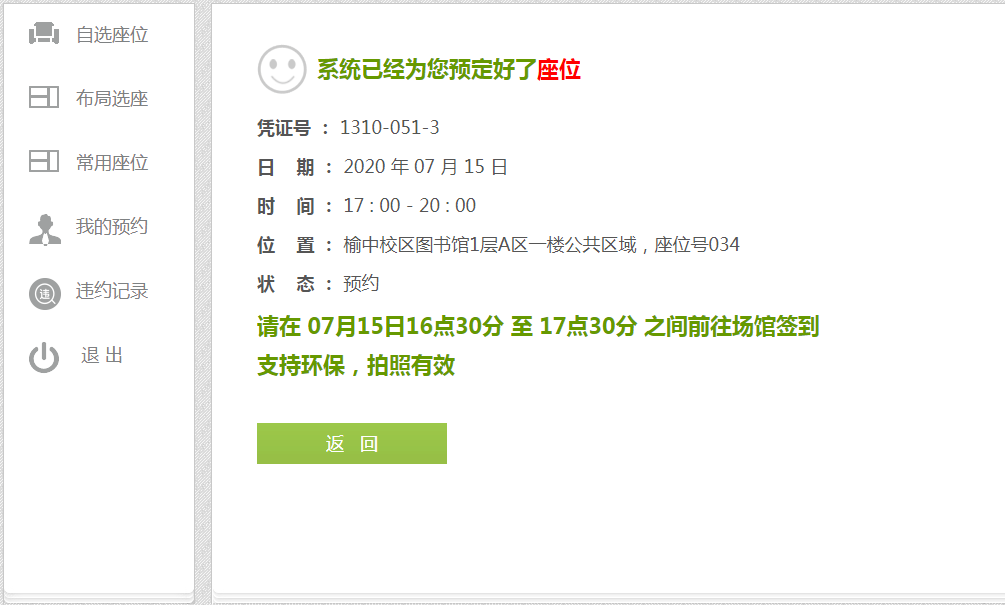 自选座位
布局选座
常用座位
我的预约
违
违约记录
退 出
系统已经为您预定好了座位
凭证号 : 1310-051-3
日 期 : 2020 年 07 月 15 日
时 间 : 17 : 00 - 20 : 00
位 置 : 榆中校区图书馆1层A区一楼公共区域，座位号034
状 态 : 预约
请在 07月15日16点30分 至 17点30分 之间前往场馆签到
支持环保，拍照有效
返 回